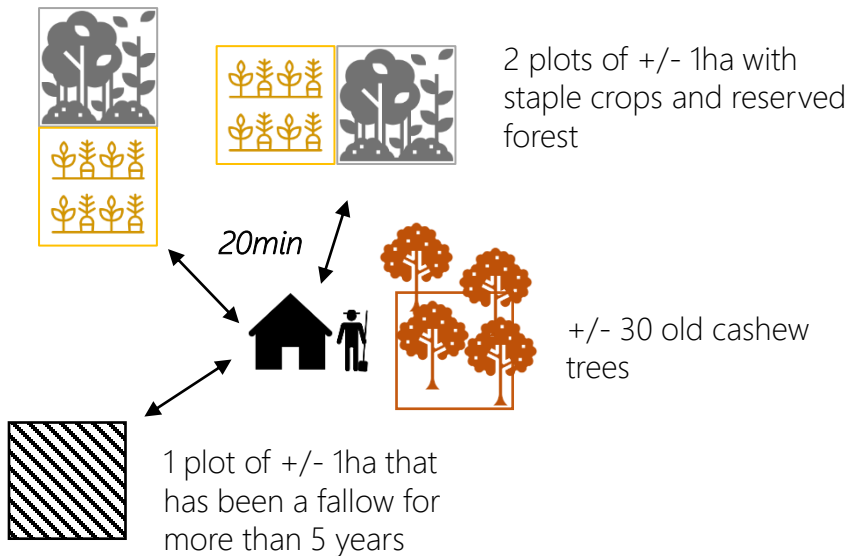 2 plots of +/- 1ha with
staple crops and reserved
forest
20min
+/- 30 old cashew
trees
1 plot of +/- 1ha that
has been a fallow for
more than 5 years